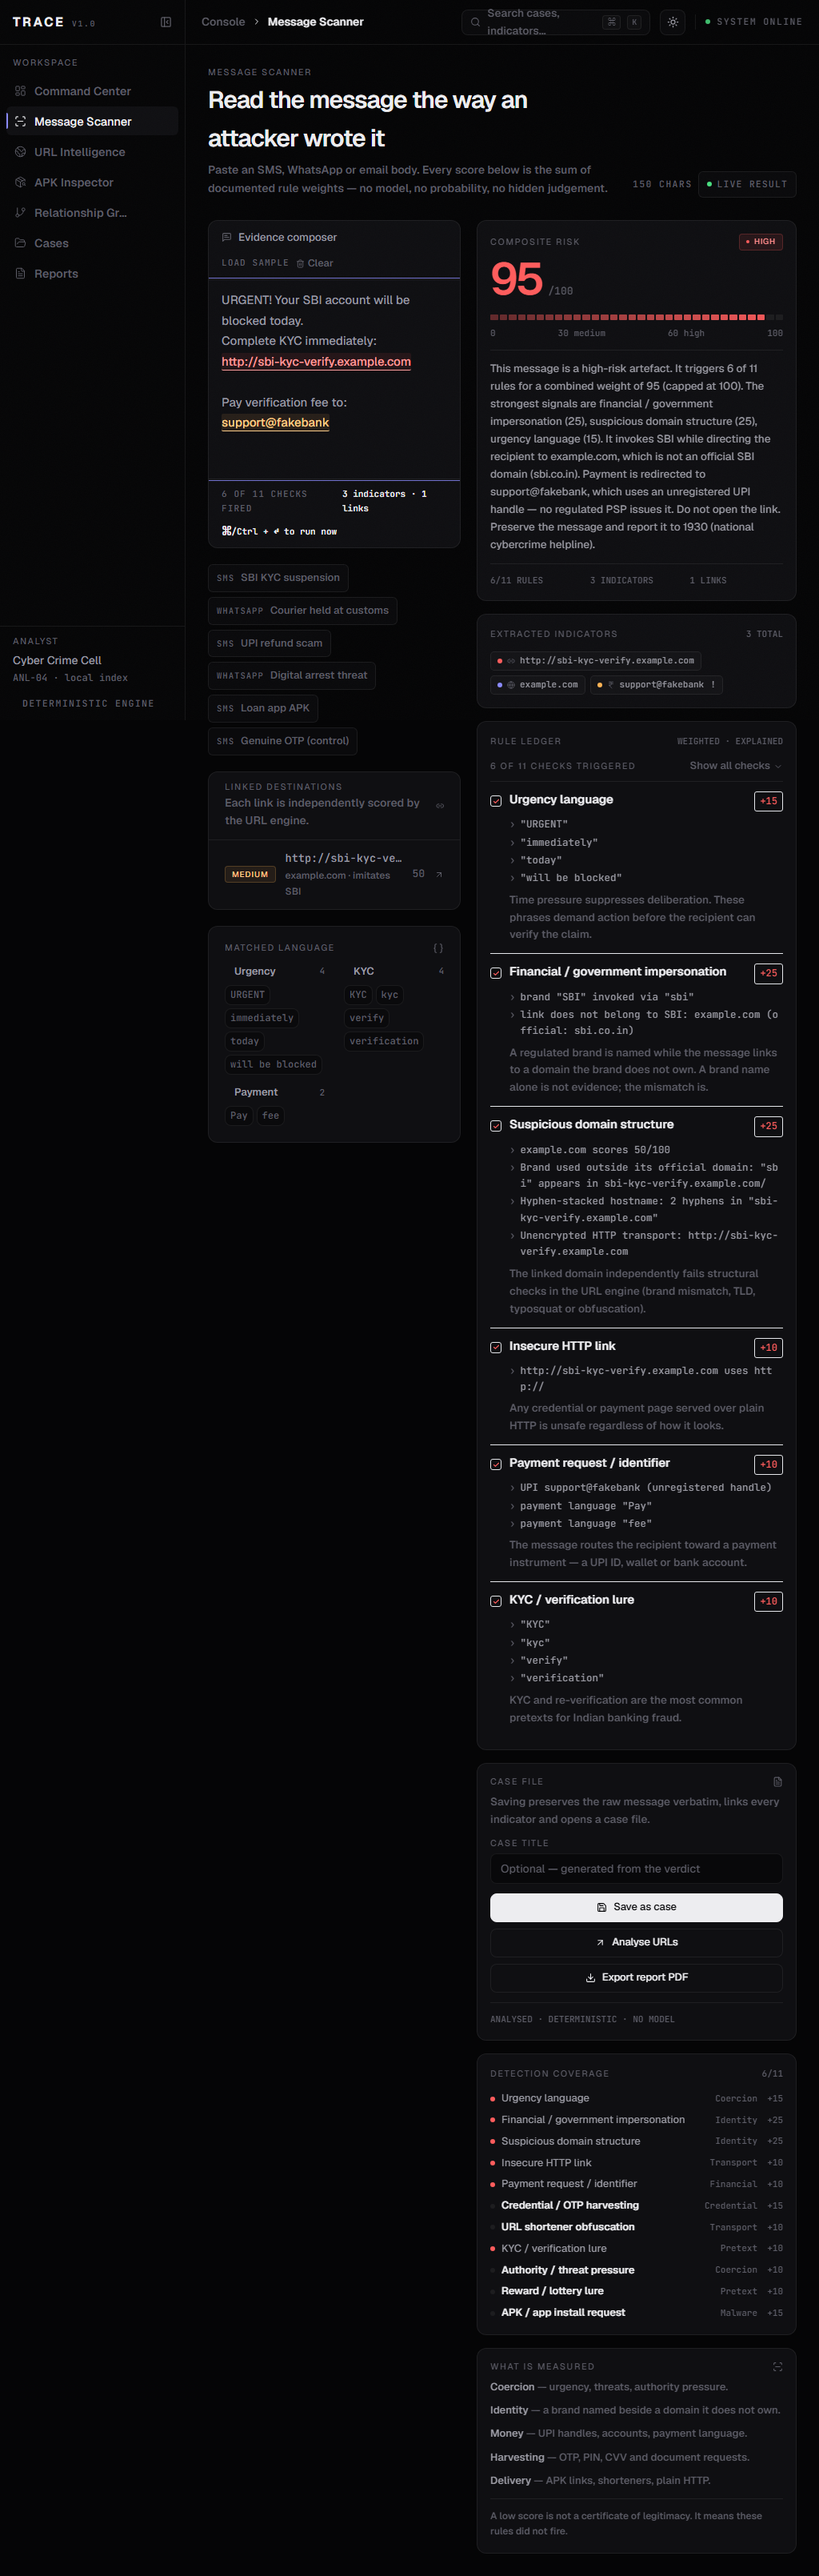 TRACE V1.0
WORKSPACE
Command Center
Message Scanner
URL Intelligence
APK Inspector
Relationship Gr...
Cases
Reports
ANALYST
Cyber Crime Cell
ANL-04 · local index
DETERMINISTIC ENGINE
Console > Message Scanner
Search cases,
indicators...
⌘ K
SYSTEM ONLINE
MESSAGE SCANNER
Read the message the way an
attacker wrote it
Paste an SMS, WhatsApp or email body. Every score below is the sum of
documented rule weights — no model, no probability, no hidden judgement.
150 CHARS
LIVE RESULT
Evidence composer
LOAD SAMPLE Clear
URGENT! Your SBI account will be
blocked today.
Complete KYC immediately:
http://sbi-kyc-verify.example.com
Pay verification fee to:
support@fakebank
6 OF 11 CHECKS
FIRED
3 indicators · 1
links
⌘/Ctrl + ↵ to run now
SMS SBI KYC suspension
WHATSAPP Courier held at customs
SMS UPI refund scam
WHATSAPP Digital arrest threat
SMS Loan app APK
SMS Genuine OTP (control)
LINKED DESTINATIONS
Each link is independently scored by
the URL engine.
MEDIUM
http://sbi-kyc-ve...
example.com · imitates
SBI
50
MATCHED LANGUAGE {}
Urgency 4
URGENT
immediately
today
will be blocked
KYC 4
KYC kyc
verify
verification
Payment 2
Pay fee
COMPOSITE RISK
HIGH
95 /100
0 30 medium 60 high 100
This message is a high-risk artefact. It triggers 6 of 11
rules for a combined weight of 95 (capped at 100). The
strongest signals are financial / government
impersonation (25), suspicious domain structure (25),
urgency language (15). It invokes SBI while directing the
recipient to example.com, which is not an official SBI
domain (sbi.co.in). Payment is redirected to
support@fakebank, which uses an unregistered UPI
handle — no regulated PSP issues it. Do not open the link.
Preserve the message and report it to 1930 (national
cybercrime helpline).
6/11 RULES 3 INDICATORS 1 LINKS
EXTRACTED INDICATORS 3 TOTAL
http://sbi-kyc-verify.example.com
example.com
₹ support@fakebank !
RULE LEDGER WEIGHTED · EXPLAINED
6 OF 11 CHECKS TRIGGERED Show all checks
Urgency language +15
› "URGENT"
› "immediately"
› "today"
› "will be blocked"
Time pressure suppresses deliberation. These
phrases demand action before the recipient can
verify the claim.
Financial / government impersonation +25
› brand "SBI" invoked via "sbi"
› link does not belong to SBI: example.com (o
fficial: sbi.co.in)
A regulated brand is named while the message links
to a domain the brand does not own. A brand name
alone is not evidence; the mismatch is.
Suspicious domain structure +25
› example.com scores 50/100
› Brand used outside its official domain: "sb
i" appears in sbi-kyc-verify.example.com/
› Hyphen-stacked hostname: 2 hyphens in "sbi-
kyc-verify.example.com"
› Unencrypted HTTP transport: http://sbi-kyc-
verify.example.com
The linked domain independently fails structural
checks in the URL engine (brand mismatch, TLD,
typosquat or obfuscation).
Insecure HTTP link +10
› http://sbi-kyc-verify.example.com uses htt
p://
Any credential or payment page served over plain
HTTP is unsafe regardless of how it looks.
Payment request / identifier +10
› UPI support@fakebank (unregistered handle)
› payment language "Pay"
› payment language "fee"
The message routes the recipient toward a payment
instrument — a UPI ID, wallet or bank account.
KYC / verification lure +10
› "KYC"
› "kyc"
› "verify"
› "verification"
KYC and re-verification are the most common
pretexts for Indian banking fraud.
CASE FILE
Saving preserves the raw message verbatim, links every
indicator and opens a case file.
CASE TITLE
Optional — generated from the verdict
Save as case
Analyse URLs
Export report PDF
ANALYSED · DETERMINISTIC · NO MODEL
DETECTION COVERAGE 6/11
Urgency language Coercion +15
Financial / government impersonation Identity +25
Suspicious domain structure Identity +25
Insecure HTTP link Transport +10
Payment request / identifier Financial +10
Credential / OTP harvesting Credential +15
URL shortener obfuscation Transport +10
KYC / verification lure Pretext +10
Authority / threat pressure Coercion +10
Reward / lottery lure Pretext +10
APK / app install request Malware +15
WHAT IS MEASURED
Coercion — urgency, threats, authority pressure.
Identity — a brand named beside a domain it does not own.
Money — UPI handles, accounts, payment language.
Harvesting — OTP, PIN, CVV and document requests.
Delivery — APK links, shorteners, plain HTTP.
A low score is not a certificate of legitimacy. It means these
rules did not fire.